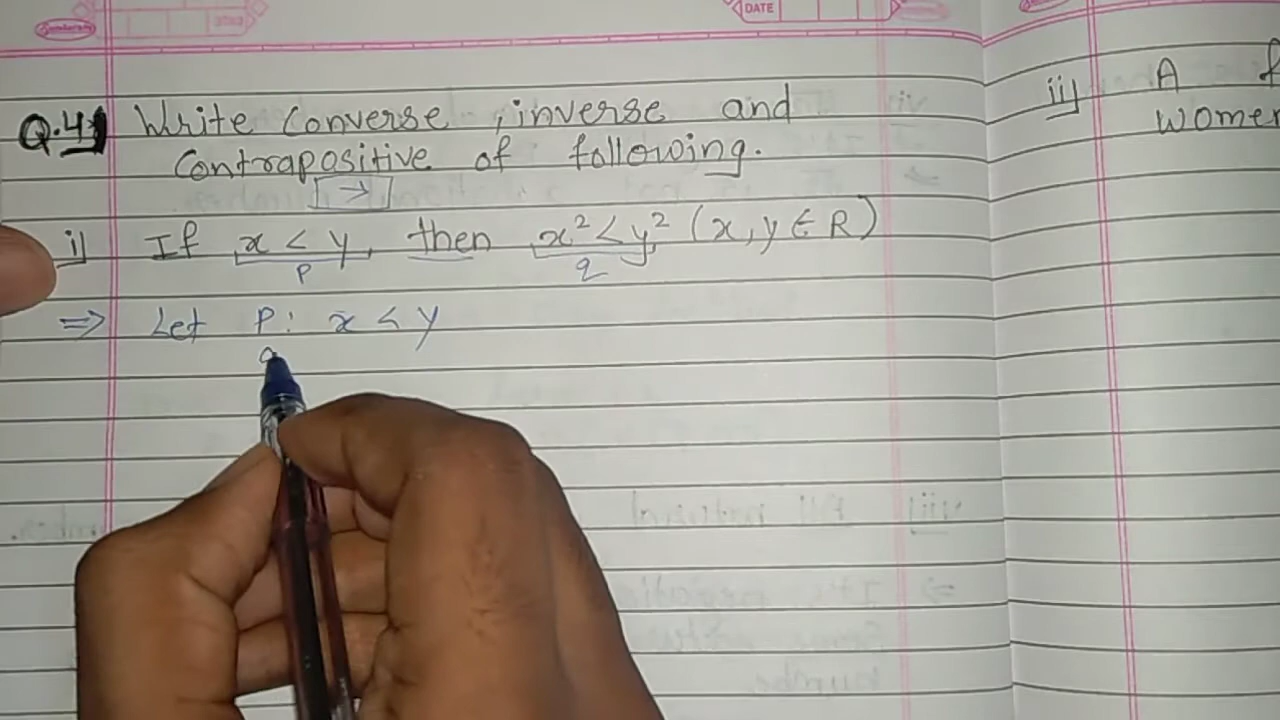 DATE
Q.4) Write Converse , inverse and
Contrapositive of following.
→
i) If x < y, then x² < y², (x, y ∈ R)
p q
⇒ Let P: x < y
ii) A
women